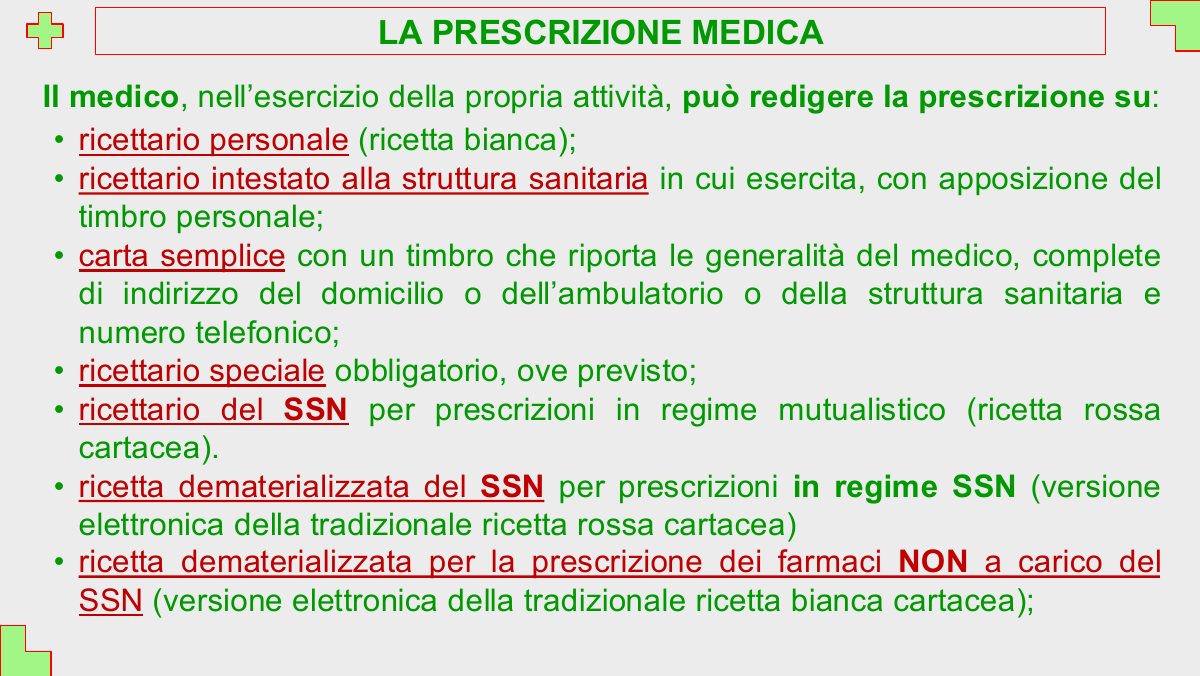 LA PRESCRIZIONE MEDICA
Il medico, nell’esercizio della propria attività, può redigere la prescrizione su:
• ricettario personale (ricetta bianca);
• ricettario intestato alla struttura sanitaria in cui esercita, con apposizione del
timbro personale;
• carta semplice con un timbro che riporta le generalità del medico, complete
di indirizzo del domicilio o dell’ambulatorio o della struttura sanitaria e
numero telefonico;
• ricettario speciale obbligatorio, ove previsto;
• ricettario del SSN per prescrizioni in regime mutualistico (ricetta rossa
cartacea).
• ricetta dematerializzata del SSN per prescrizioni in regime SSN (versione
elettronica della tradizionale ricetta rossa cartacea)
• ricetta dematerializzata per la prescrizione dei farmaci NON a carico del
SSN (versione elettronica della tradizionale ricetta bianca cartacea);